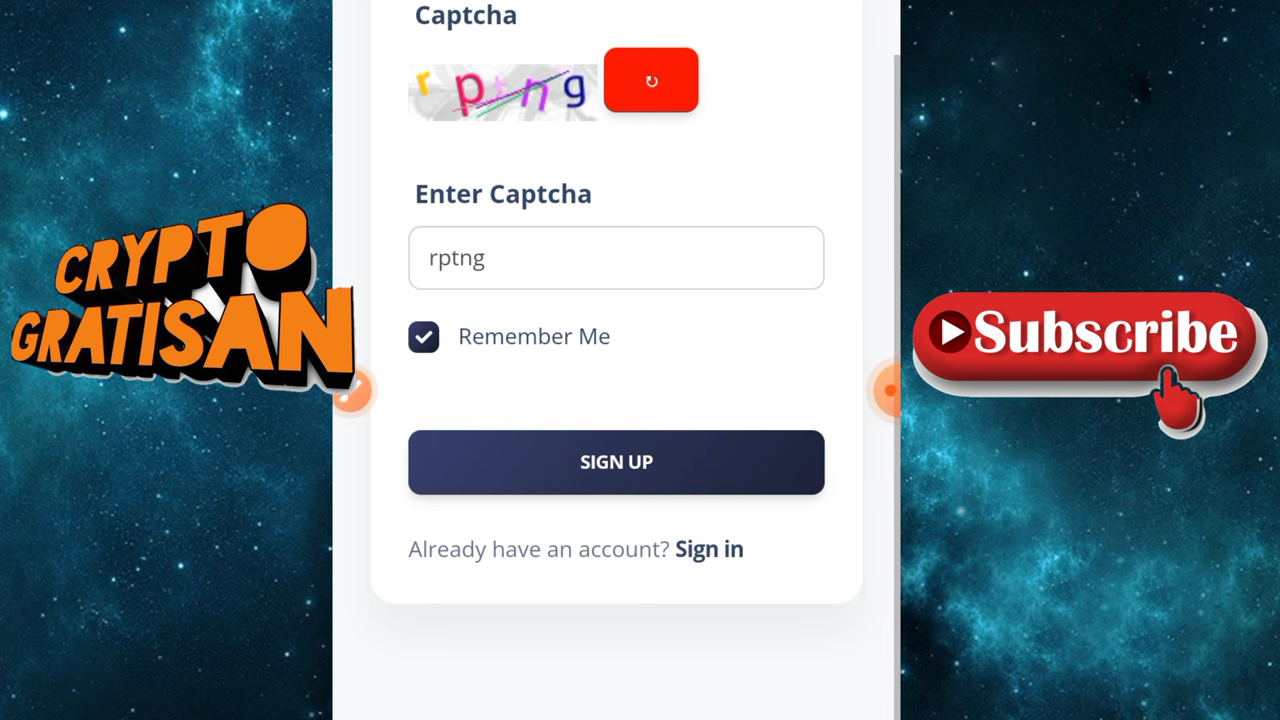 Captcha
rptng
Enter Captcha
rptng
Remember Me
SIGN UP
Already have an account? Sign in
CRYPTO
GRATISAN
Subscribe